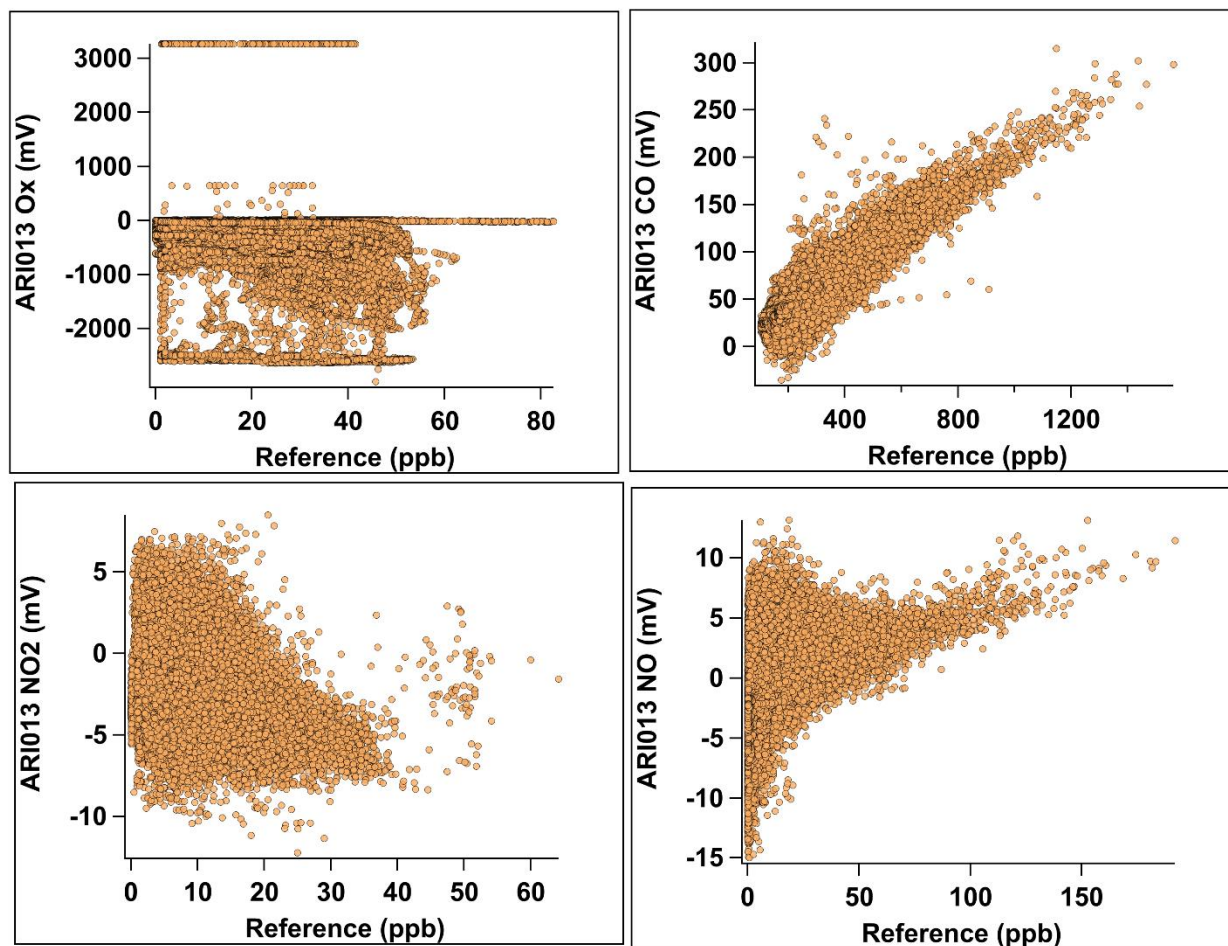 ARI013 Ox (mV)
3000
2000
1000
0
-1000
-2000
0 20 40 60 80
Reference (ppb)
ARI013 CO (mV)
300
250
200
150
100
50
0
400 800 1200
Reference (ppb)
ARI013 NO2 (mV)
5
0
-5
-10
0 10 20 30 40 50 60
Reference (ppb)
ARI013 NO (mV)
10
5
0
-5
-10
-15
0 50 100 150
Reference (ppb)